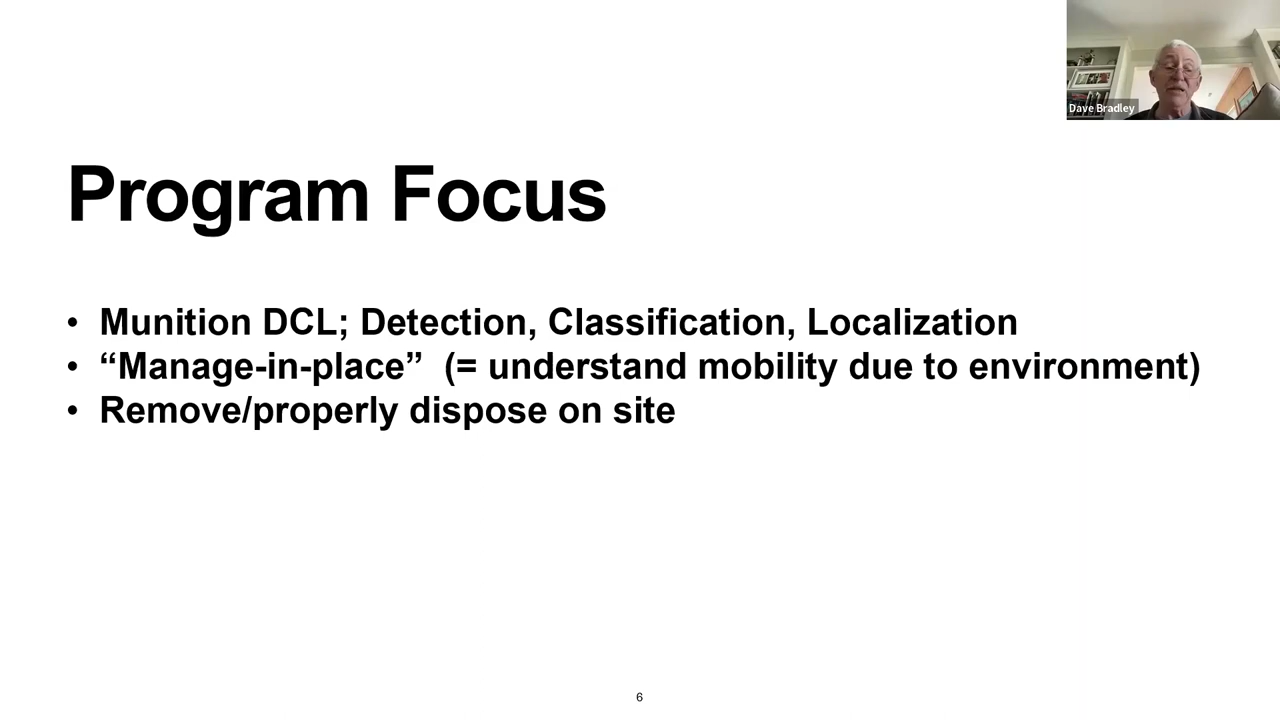 Dave Bradley
Program Focus
• Munition DCL; Detection, Classification, Localization
• “Manage-in-place” (= understand mobility due to environment)
• Remove/properly dispose on site
6